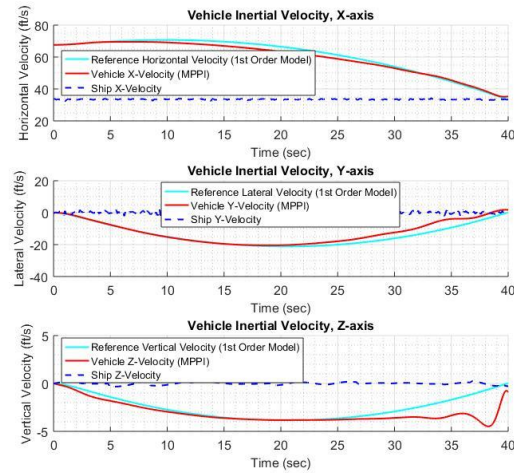 Vehicle Inertial Velocity, X-axis
Horizontal Velocity (ft/s)
80
60
40
20
Reference Horizontal Velocity (1st Order Model)
Vehicle X-Velocity (MPPI)
Ship X-Velocity
0 5 10 15 20 25 30 35 40
Time (sec)
Vehicle Inertial Velocity, Y-axis
Lateral Velocity (ft/s)
20
0
-20
-40
Reference Lateral Velocity (1st Order Model)
Vehicle Y-Velocity (MPPI)
Ship Y-Velocity
0 5 10 15 20 25 30 35 40
Time (sec)
Vehicle Inertial Velocity, Z-axis
Vertical Velocity (ft/s)
5
0
-5
Reference Vertical Velocity (1st Order Model)
Vehicle Z-Velocity (MPPI)
Ship Z-Velocity
0 5 10 15 20 25 30 35 40
Time (sec)